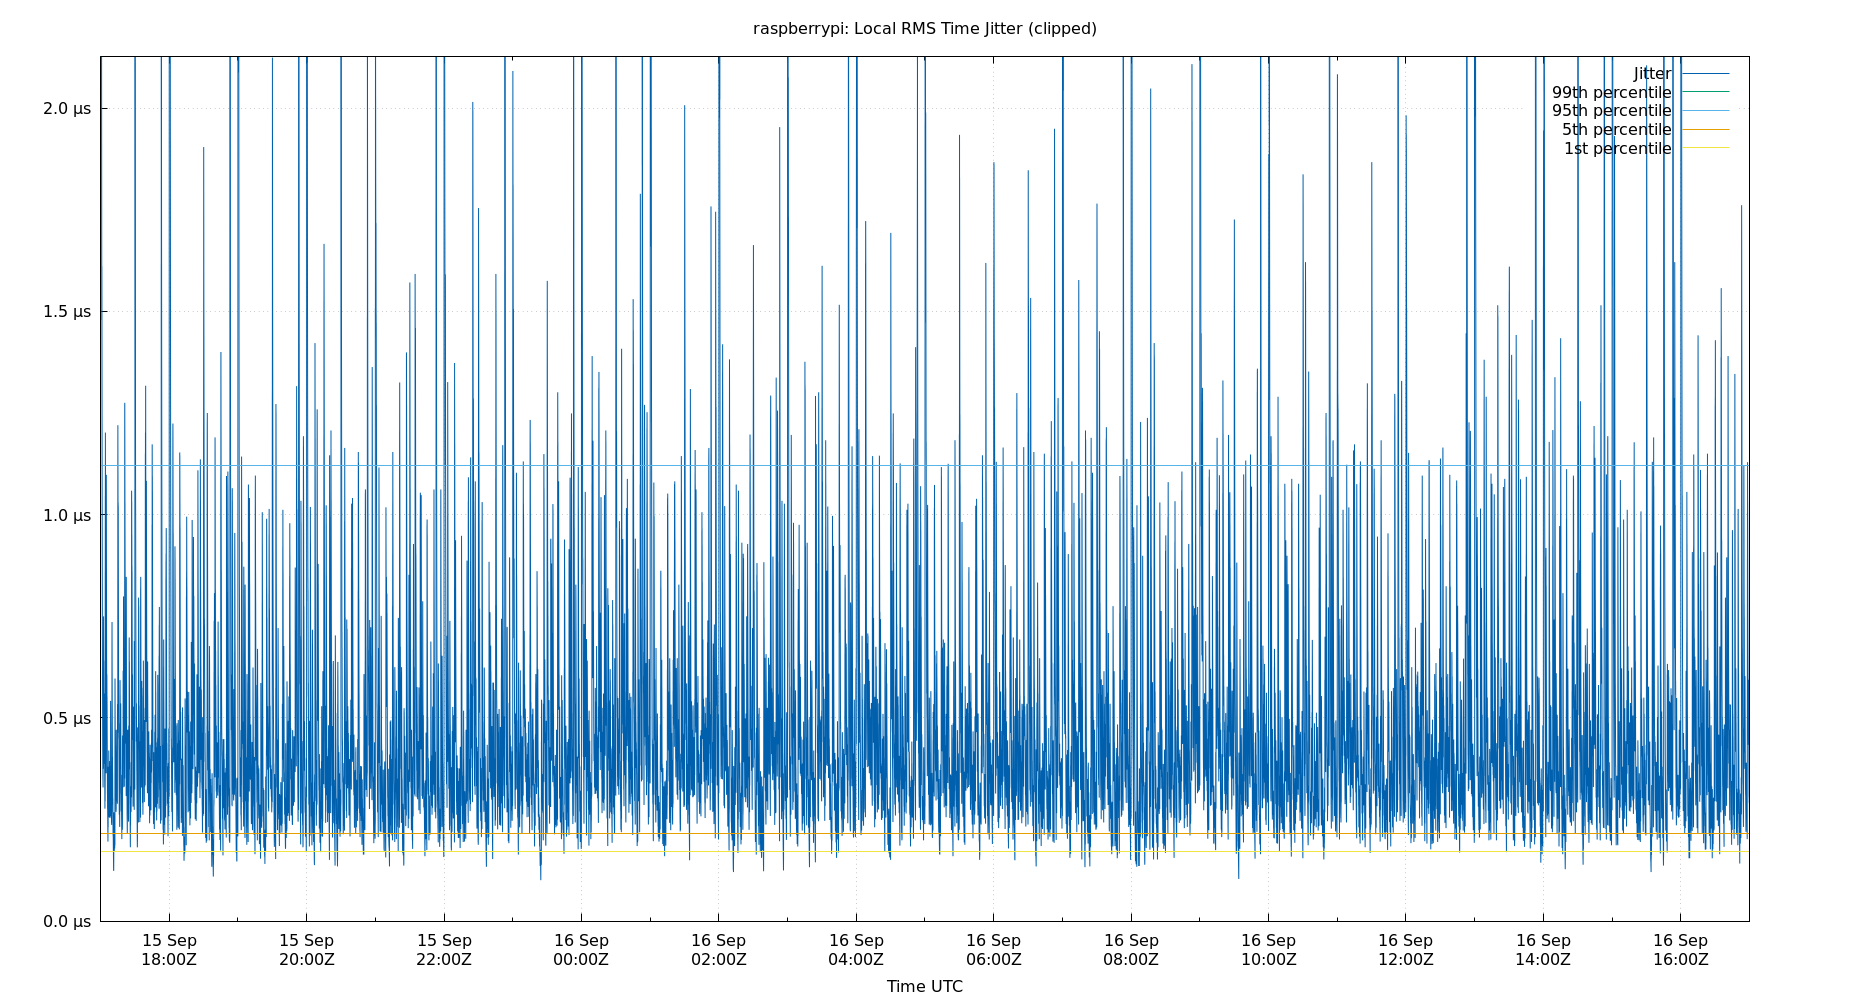 raspberrypi: Local RMS Time Jitter (clipped)
Jitter
99th percentile
95th percentile
5th percentile
1st percentile
2.0 µs
1.5 µs
1.0 µs
0.5 µs
0.0 µs
15 Sep 15 Sep 15 Sep 16 Sep 16 Sep 16 Sep 16 Sep 16 Sep 16 Sep 16 Sep 16 Sep 16 Sep
18:00Z 20:00Z 22:00Z 00:00Z 02:00Z 04:00Z 06:00Z 08:00Z 10:00Z 12:00Z 14:00Z 16:00Z
Time UTC